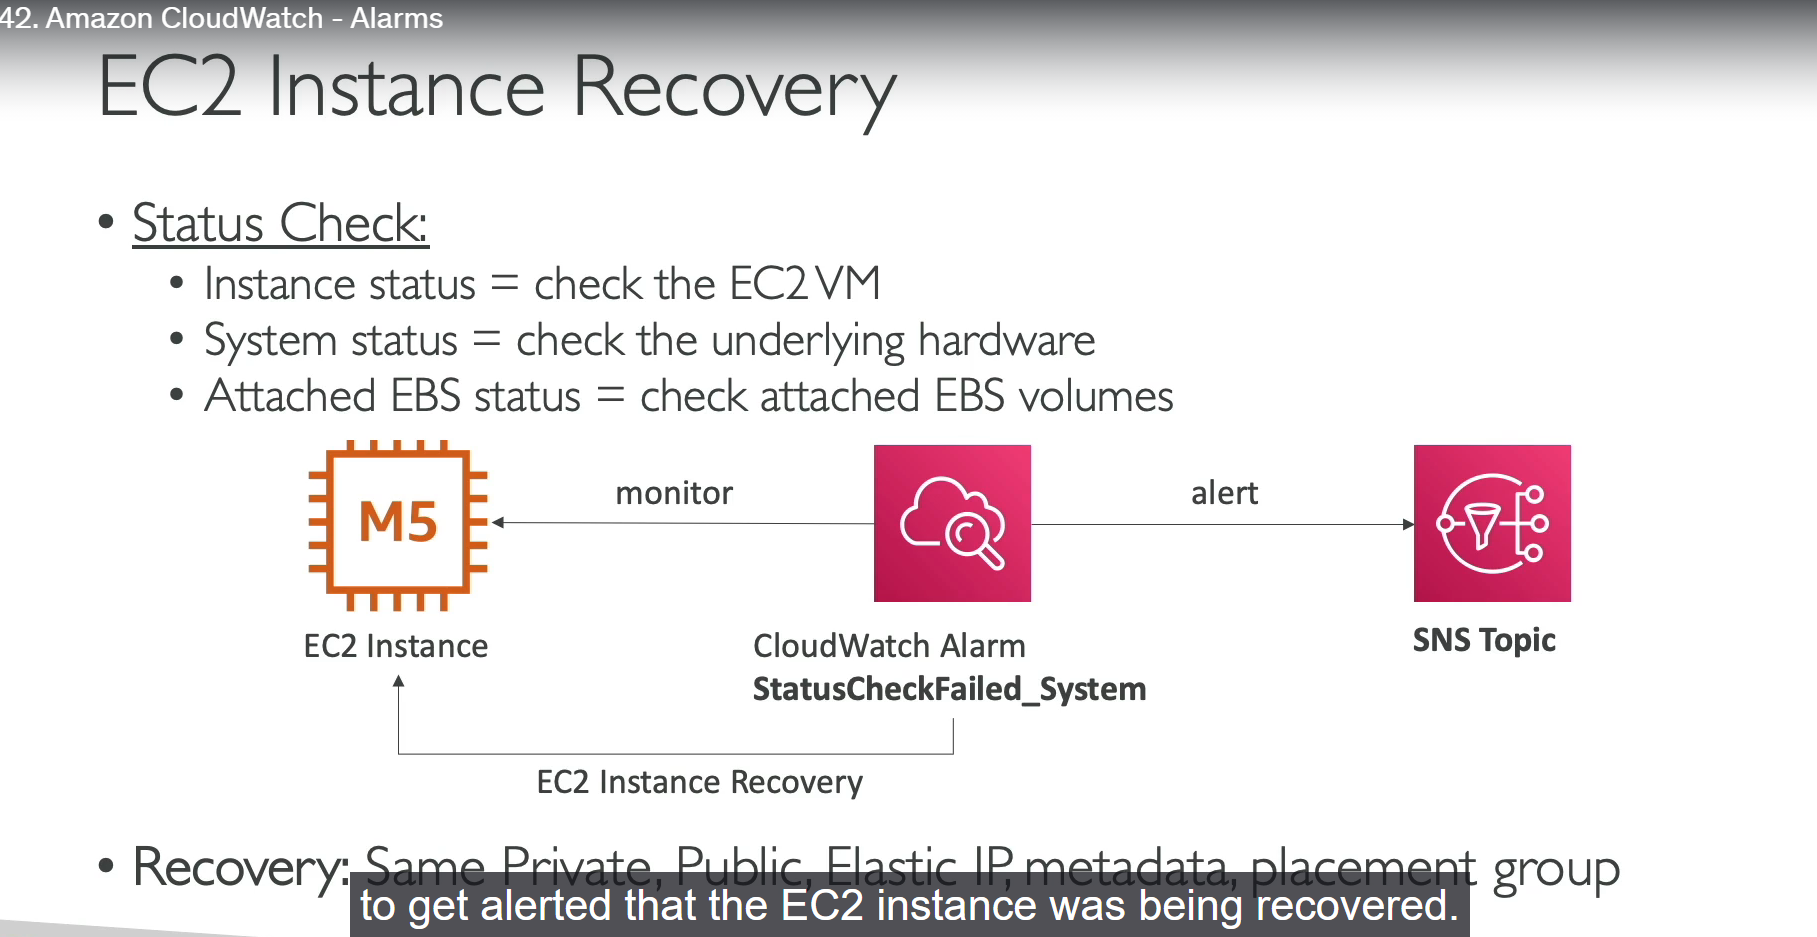 42. Amazon CloudWatch - Alarms
EC2 Instance Recovery
• Status Check:
• Instance status = check the EC2 VM
• System status = check the underlying hardware
• Attached EBS status = check attached EBS volumes
M5
monitor
alert
EC2 Instance
CloudWatch Alarm
StatusCheckFailed_System
SNS Topic
EC2 Instance Recovery
• Recovery: Same Private, Public, Elastic IP, metadata, placement group
to get alerted that the EC2 instance was being recovered.